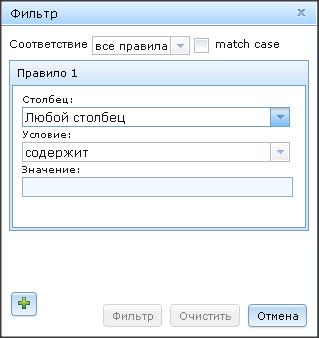 Фильтр
Соответствие все правила match case
Правило 1
Столбец:
Любой столбец
Условие:
содержит
Значение:
Фильтр Очистить Отмена